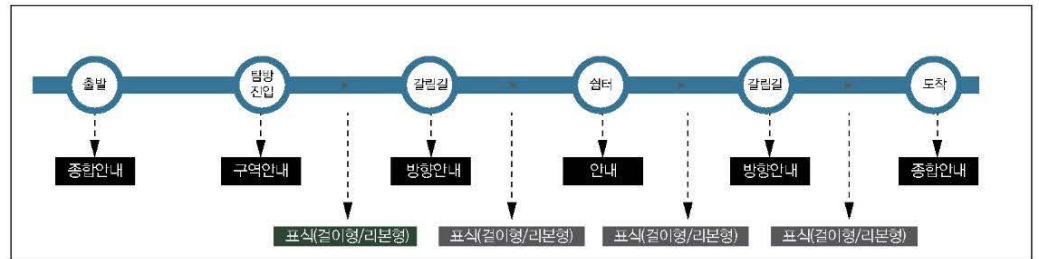 출발
탐방
진입
갈림길
쉼터
갈림길
도착
종합안내
구역안내
방향안내
안내
방향안내
종합안내
표식(걸이형/리본형)
표식(걸이형/리본형)
표식(걸이형/리본형)
표식(걸이형/리본형)